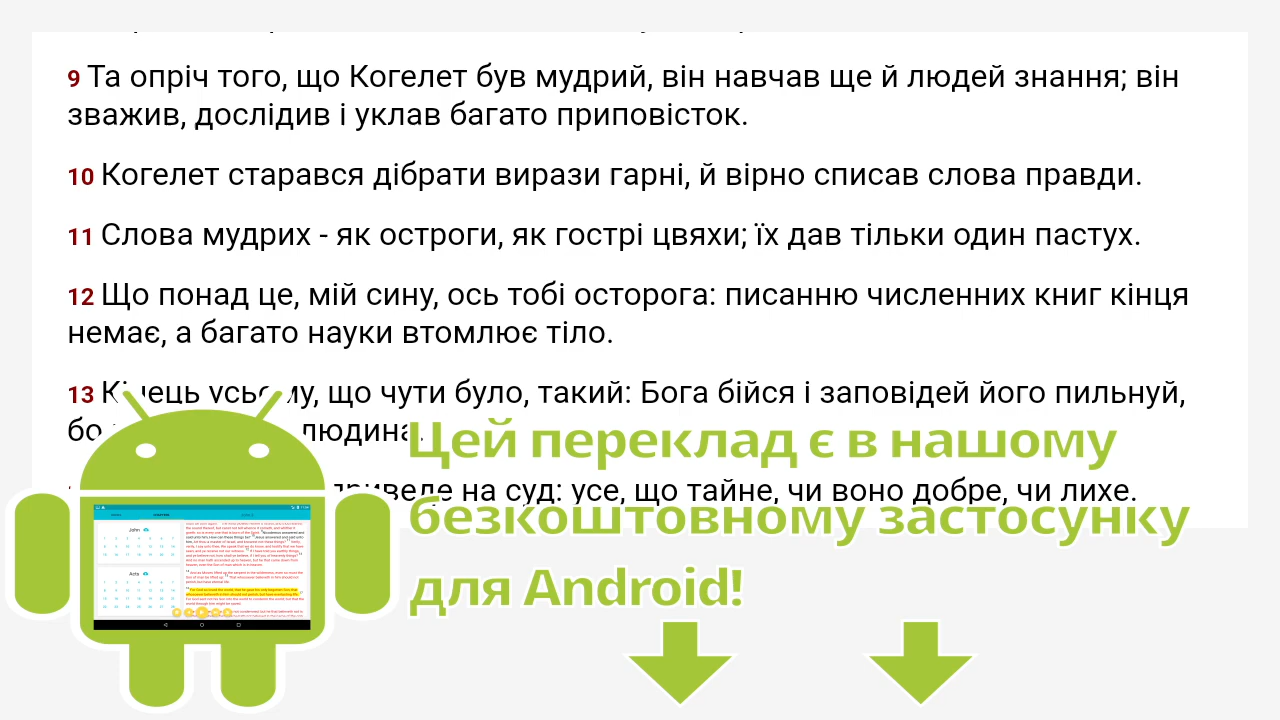 9 Та опріч того, що Когелет був мудрий, він навчав ще й людей знання; він
зважив, дослідив і уклав багато приповісток.
10 Когелет старався дібрати вирази гарні, й вірно списав слова правди.
11 Слова мудрих - як остроги, як гострі цвяхи; їх дав тільки один пастух.
12 Що понад це, мій сину, ось тобі осторога: писанню численних книг кінця
немає, а багато науки втомлює тіло.
13 Кінець усьому, що чути було, такий: Бога бійся і заповідей його пильнуй,
бо людина.
приведе на суд: усе, що тайне, чи воно добре, чи лихе.
Цей переклад є в нашому
безкоштовному застосунку
для Android!
John
Acts